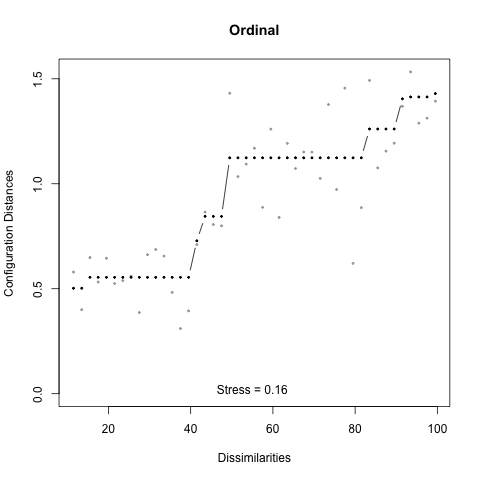 Ordinal
Configuration Distances
1.5
1.0
0.5
0.0
Stress = 0.16
20 40 60 80 100
Dissimilarities